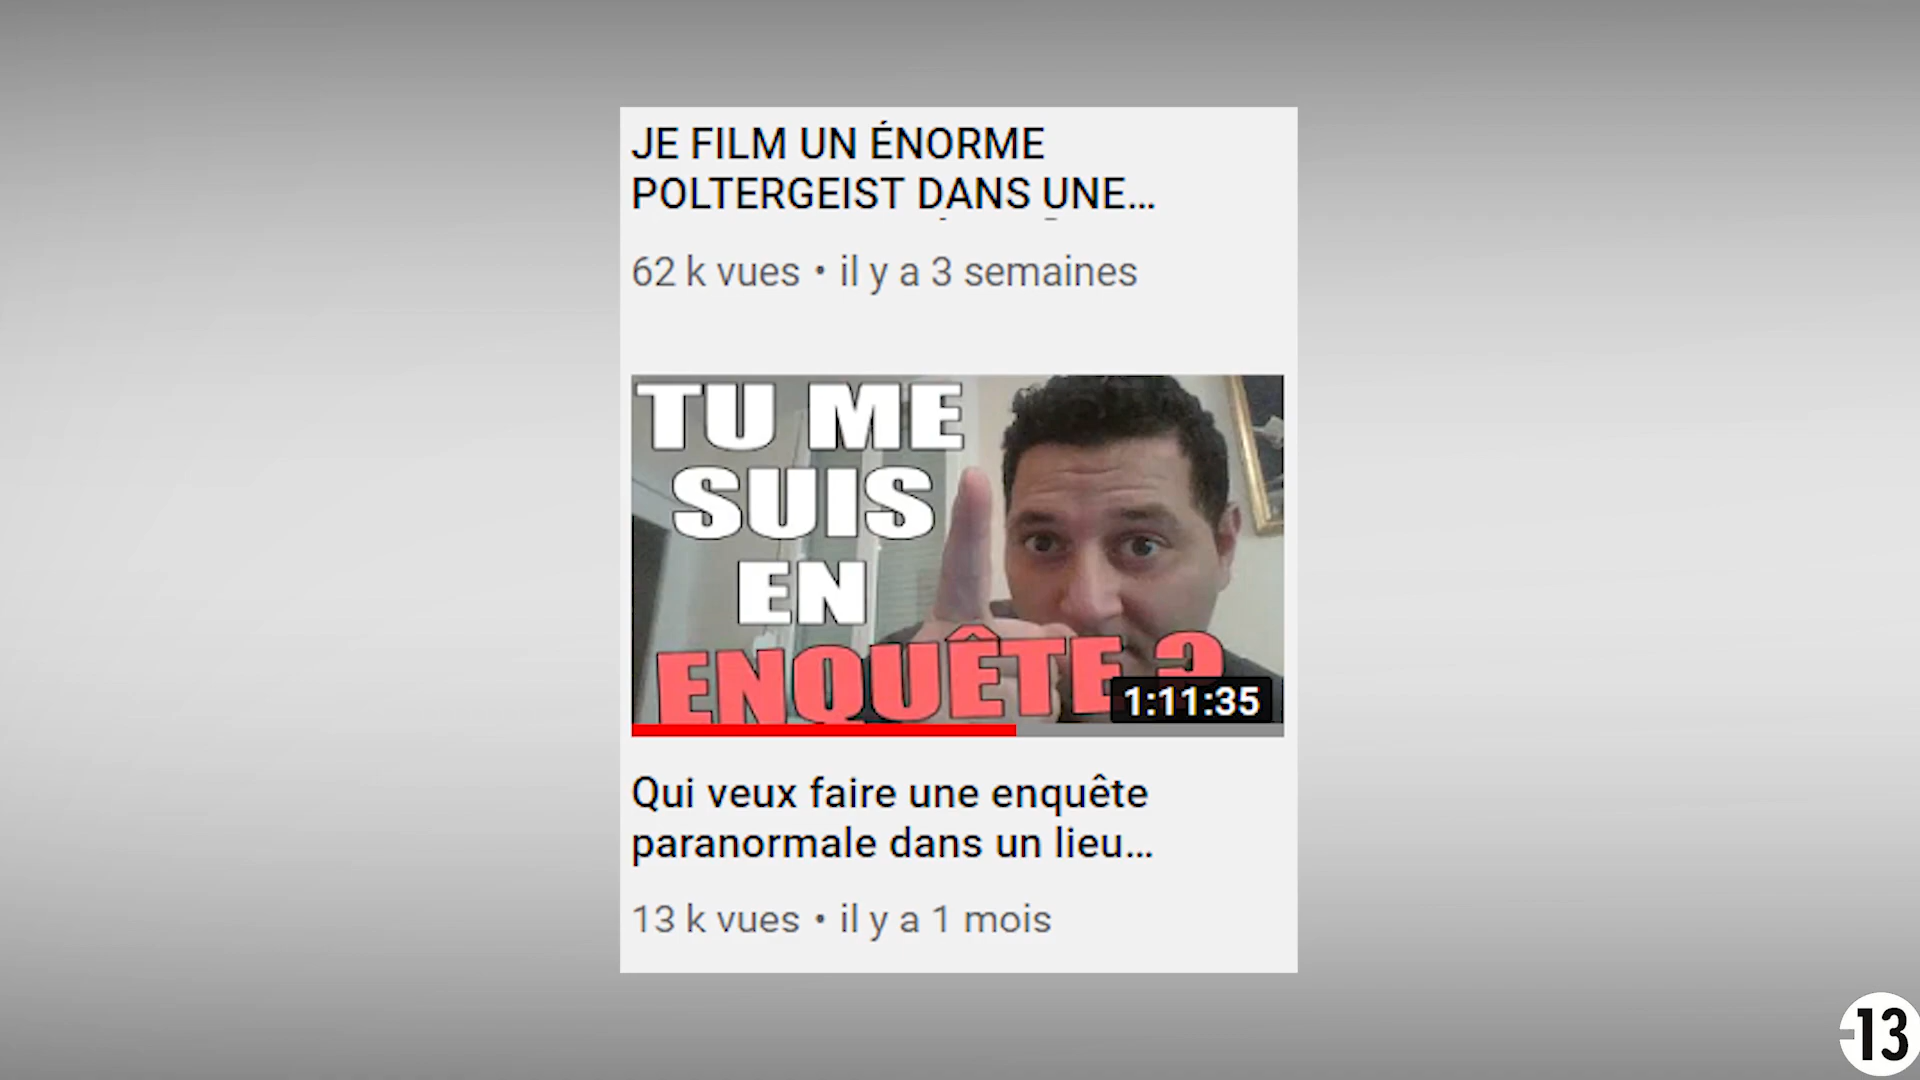 JE FILM UN ÉNORME
POLTERGEIST DANS UNE...
62 k vues • il y a 3 semaines
TU ME
SUIS
EN
ENQUÊTE ?
1:11:35
Qui veux faire une enquête
paranormale dans un lieu...
13 k vues • il y a 1 mois
-13